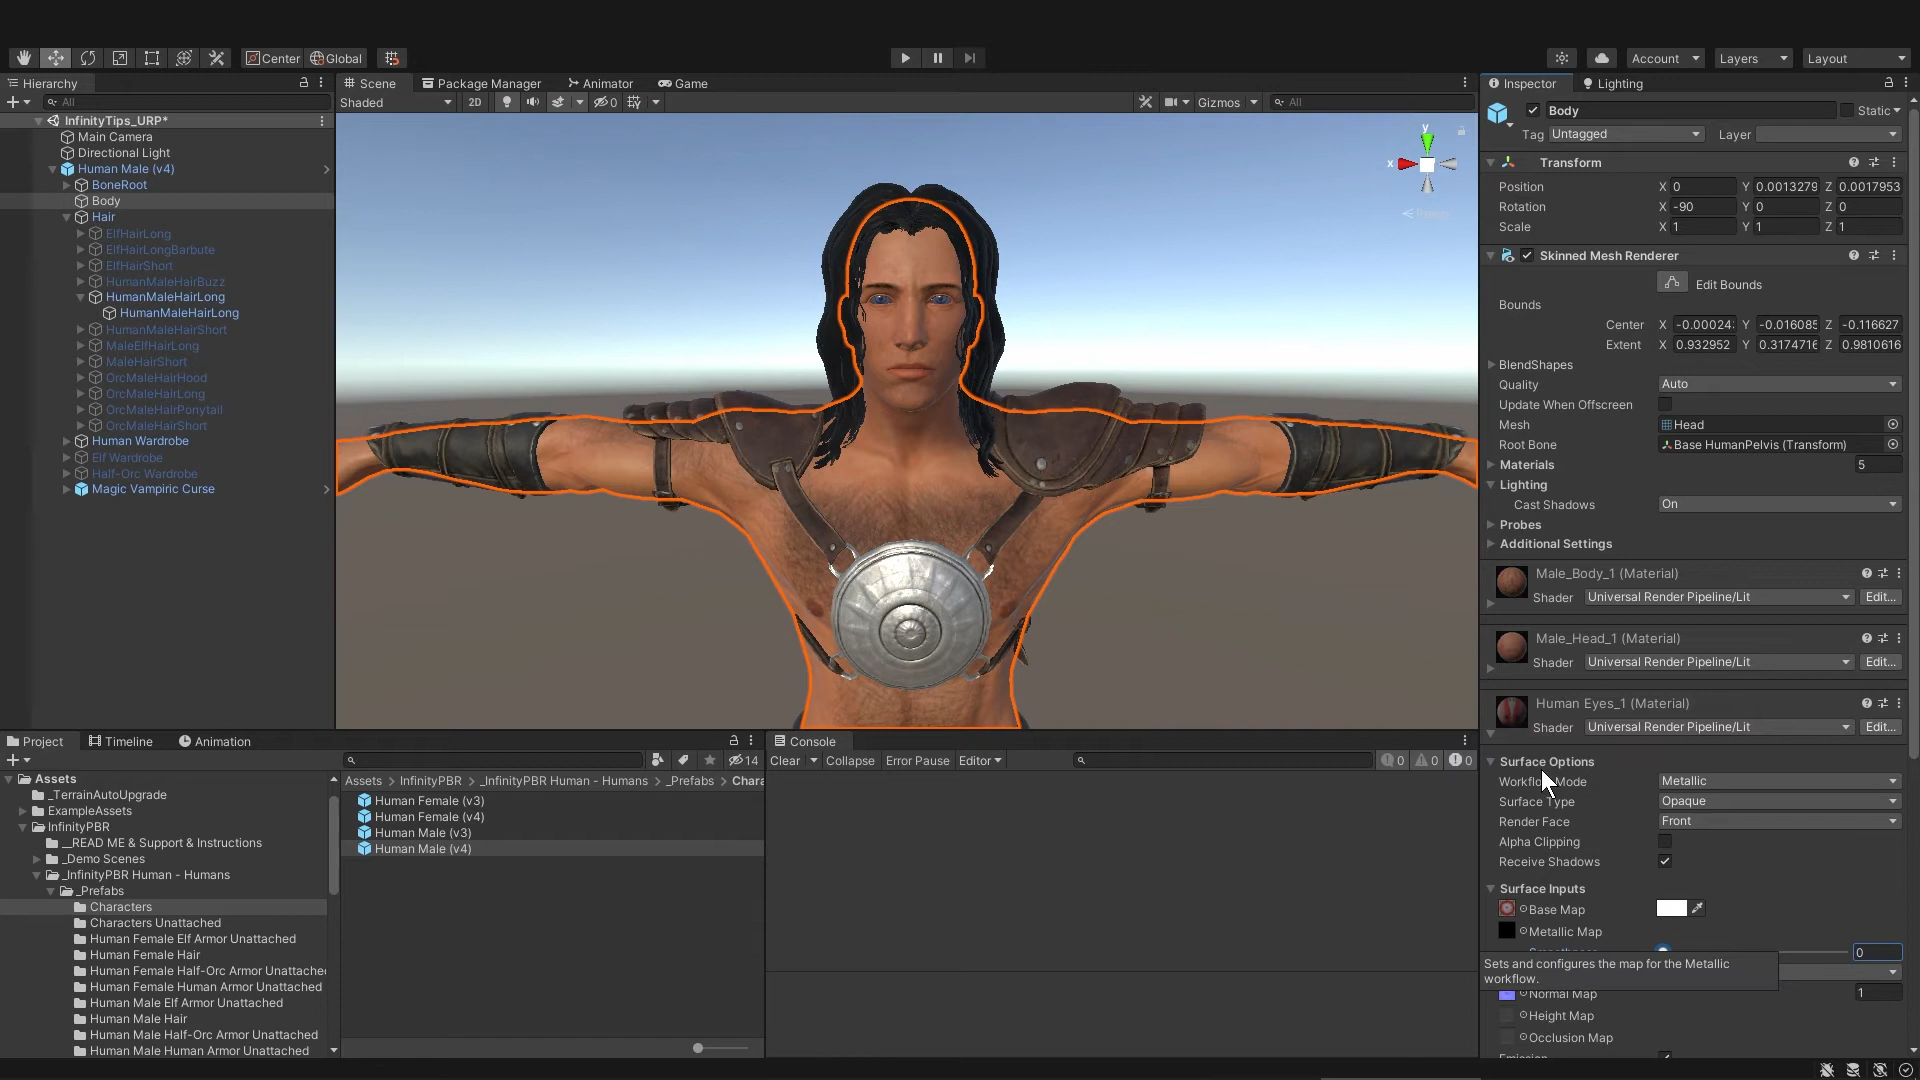 Center
Global
Account
Layers
Layout
Hierarchy
All
InfinityTips_URP*
Main Camera
Directional Light
Human Male (v4)
BoneRoot
Body
Hair
ElfHairLong
ElfHairLongBarbute
ElfHairShort
HumanMaleHairBuzz
HumanMaleHairLong
HumanMaleHairLong
HumanMaleHairShort
MaleElfHairLong
MaleHairShort
OrcMaleHairHood
OrcMaleHairLong
OrcMaleHairPonytail
OrcMaleHairShort
Human Wardrobe
Elf Wardrobe
Half-Orc Wardrobe
Magic Vampiric Curse
Scene
Package Manager
Animator
Game
Shaded
2D
0
Gizmos
All
y
x
Inspector
Lighting
Body
Static
Tag Untagged
Layer
Transform
Position X 0 Y 0.0013279 Z 0.0017953
Rotation X -90 Y 0 Z 0
Scale X 1 Y 1 Z 1
Skinned Mesh Renderer
Edit Bounds
Bounds
Center X -0.00024 Y -0.016085 Z -0.116627
Extent X 0.932952 Y 0.3174716 Z 0.9810616
BlendShapes
Quality Auto
Update When Offscreen
Mesh Head
Root Bone Base HumanPelvis (Transform)
Materials 5
Lighting
Cast Shadows On
Probes
Additional Settings
Male_Body_1 (Material)
Shader Universal Render Pipeline/Lit Edit...
Male_Head_1 (Material)
Shader Universal Render Pipeline/Lit Edit...
Human Eyes_1 (Material)
Shader Universal Render Pipeline/Lit Edit...
Surface Options
Workflow Mode Metallic
Surface Type Opaque
Render Face Front
Alpha Clipping
Receive Shadows
Surface Inputs
Base Map
Metallic Map
0
Sets and configures the map for the Metallic
workflow.
Normal Map 1
Height Map
Occlusion Map
Project
Timeline
Animation
14
Assets
_TerrainAutoUpgrade
ExampleAssets
InfinityPBR
__READ ME & Support & Instructions
_Demo Scenes
_InfinityPBR Human - Humans
_Prefabs
Characters
Characters Unattached
Human Female Elf Armor Unattached
Human Female Hair
Human Female Half-Orc Armor Unattached
Human Female Human Armor Unattached
Human Male Elf Armor Unattached
Human Male Hair
Human Male Half-Orc Armor Unattached
Human Male Human Armor Unattached
Assets > InfinityPBR > _InfinityPBR Human - Humans > _Prefabs > Chara
Human Female (v3)
Human Female (v4)
Human Male (v3)
Human Male (v4)
Console
Clear
Collapse
Error Pause
Editor
0
0
0